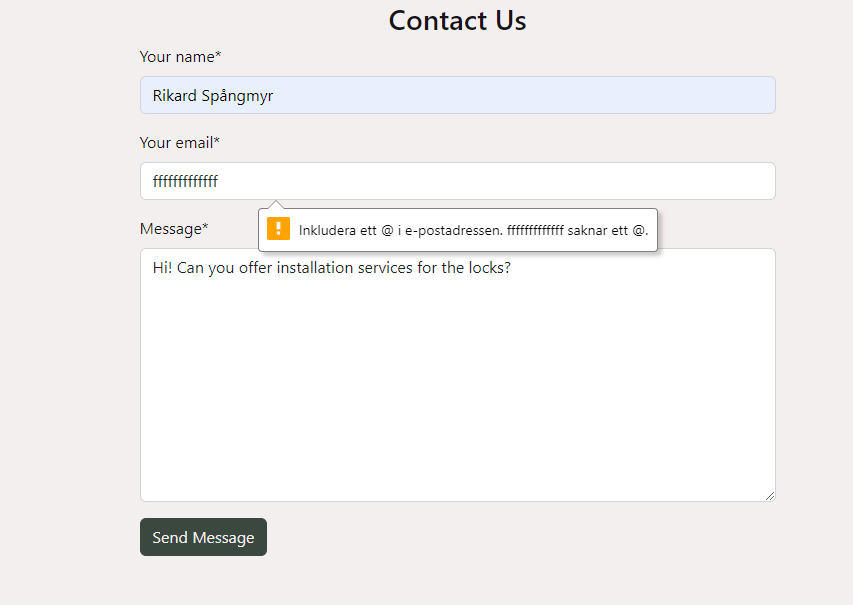 Contact Us
Your name*
Rikard Spångmyr
Your email*
fffffffffffff
Inkludera ett @ i e-postadressen. fffffffffffff saknar ett @.
Message*
Hi! Can you offer installation services for the locks?
Send Message